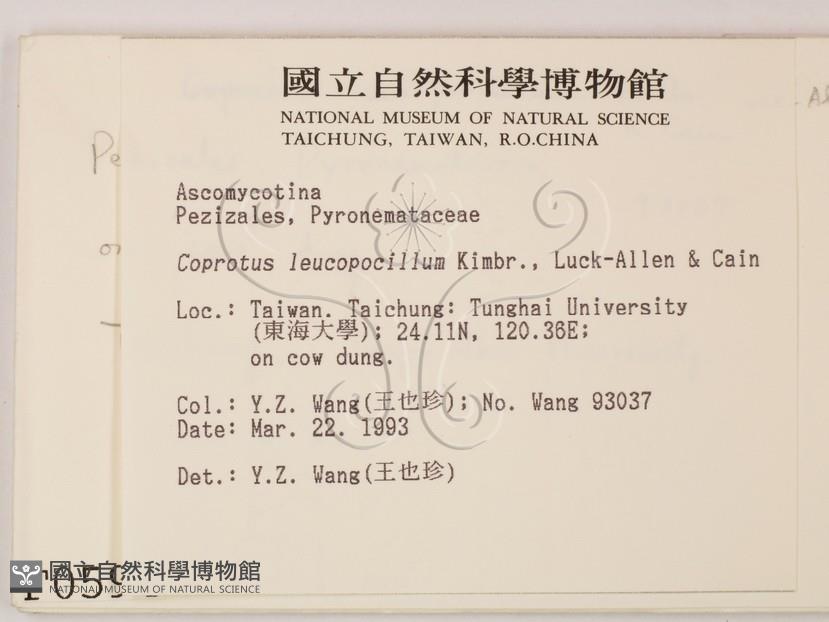 國立自然科學博物館
NATIONAL MUSEUM OF NATURAL SCIENCE
TAICHUNG, TAIWAN, R.O.CHINA
Ascomycotina
Pezizales, Pyronemataceae
Coprotus leucopocillum Kimbr., Luck-Allen & Cain
Loc.: Taiwan. Taichung: Tunghai University
(東海大學); 24.11N, 120.36E;
on cow dung.
Col.: Y.Z. Wang(王也珍); No. Wang 93037
Date: Mar. 22. 1993
Det.: Y.Z. Wang(王也珍)
國立自然科學博物館
NATIONAL MUSEUM OF NATURAL SCIENCE